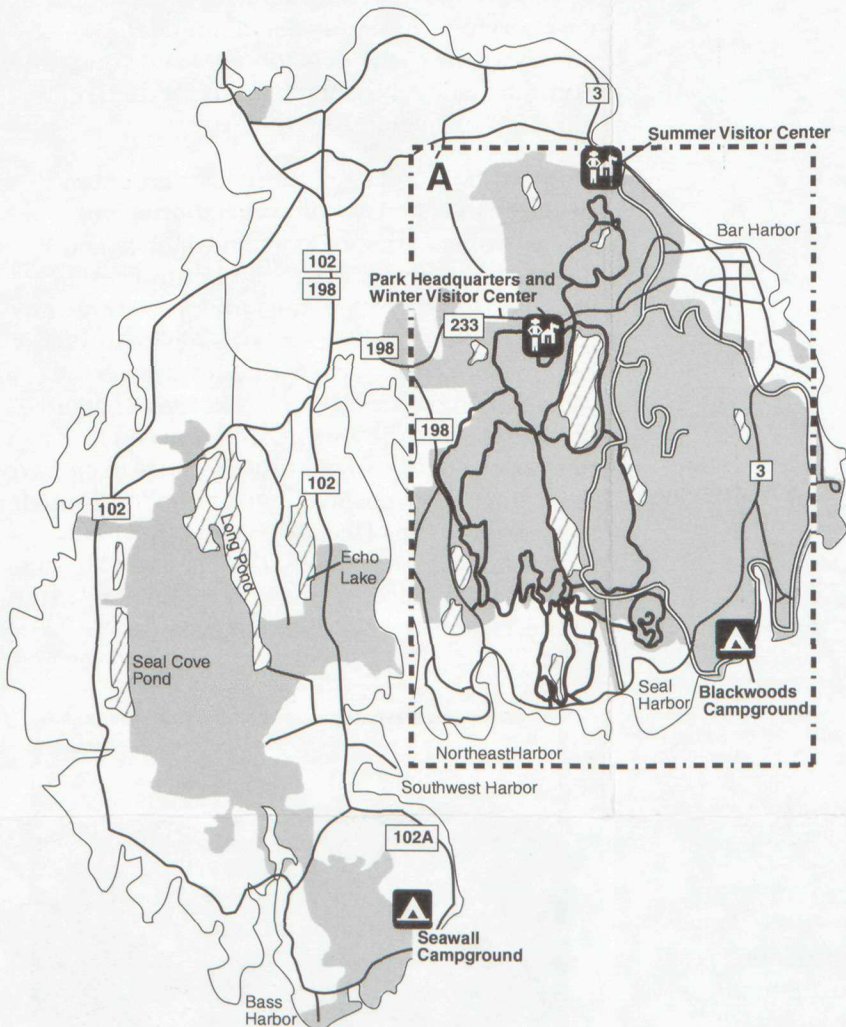 3
Summer Visitor Center
A
Bar Harbor
102
198
Park Headquarters and
Winter Visitor Center
233
198
198
3
102
102
Long Pond
Echo
Lake
Seal Cove
Pond
Seal
Harbor
Blackwoods
Campground
NortheastHarbor
Southwest Harbor
102A
Seawall
Campground
Bass
Harbor